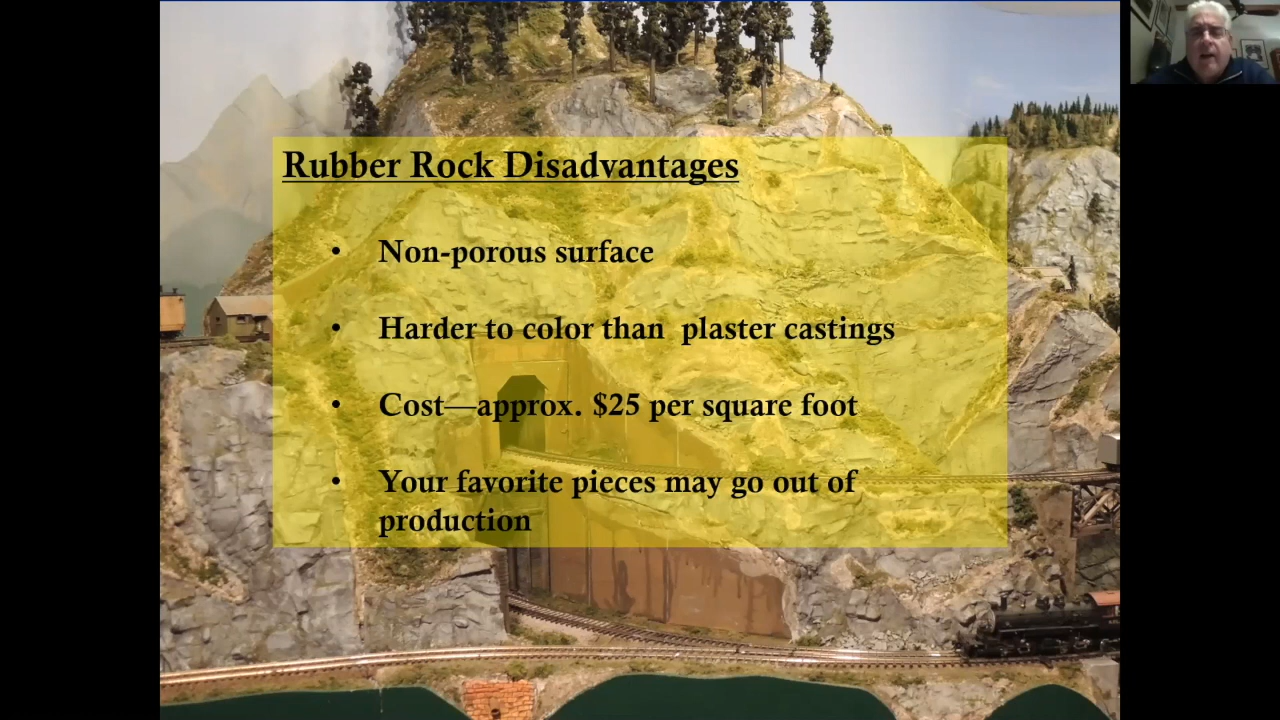 Rubber Rock Disadvantages
• Non-porous surface
• Harder to color than  plaster castings
• Cost—approx. $25 per square foot
• Your favorite pieces may go out of
production